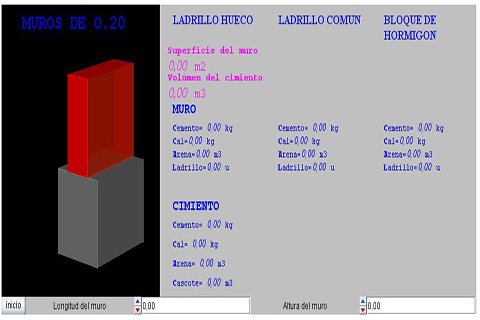 MUROS DE 0.20
LADRILLO HUECO LADRILLO COMUN BLOQUE DE HORMIGON
Superficie del muro
0,00 m2
Volumen del cimiento
0,00 m3
MURO
Cemento= 0,00 kg Cemento= 0,00 kg Cemento= 0,00 kg
Cal= 0,00 kg Cal= 0,00 kg Cal= 0,00 kg
Arena= 0,00 m3 Arena= 0,00 m3 Arena= 0,00 m3
Ladrillo= 0,00 u Ladrillo= 0,00 u Ladrillo= 0,00 u
CIMIENTO
Cemento= 0,00 kg
Cal= 0,00 kg
Arena= 0,00 m3
Cascote= 0,00 m3
inicio Longitud del muro 0,00 Altura del muro 0,00